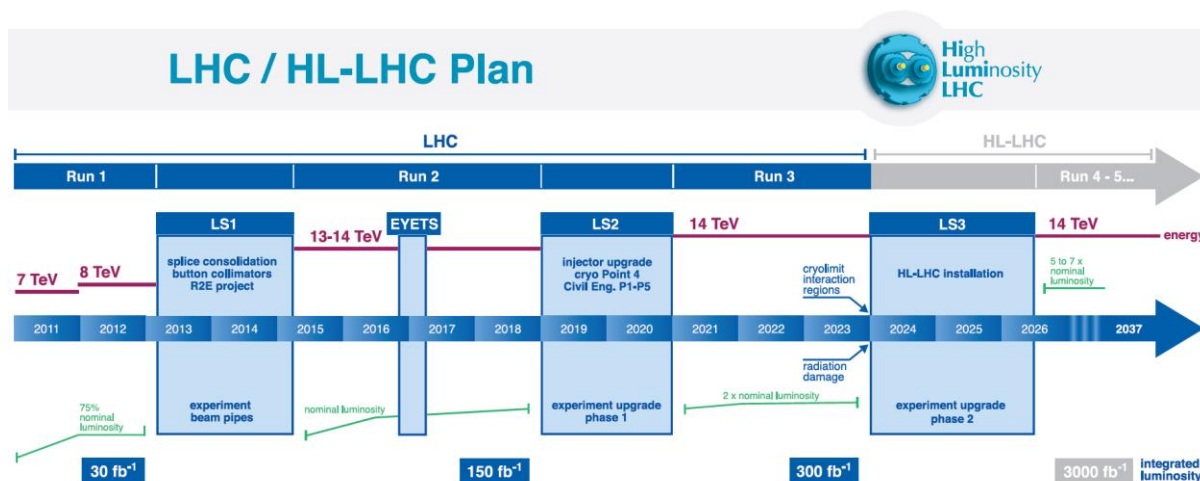 LHC / HL-LHC Plan
High
Luminosity
LHC
LHC
HL-LHC
Run 1
Run 2
Run 3
Run 4 - 5...
LS1
EYETS
LS2
14 TeV
LS3
14 TeV
energy
13-14 TeV
splice consolidation
button collimators
R2E project
injector upgrade
cryo Point 4
Civil Eng. P1-P5
cryolimit
interaction
regions
HL-LHC installation
5 to 7 x
nominal
luminosity
7 TeV
8 TeV
2011
2012
2013
2014
2015
2016
2017
2018
2019
2020
2021
2022
2023
2024
2025
2026
2037
radiation
damage
75%
nominal
luminosity
experiment
beam pipes
nominal luminosity
experiment upgrade
phase 1
2 x nominal luminosity
experiment upgrade
phase 2
30 fb⁻¹
150 fb⁻¹
300 fb⁻¹
3000 fb⁻¹
integrated
luminosity